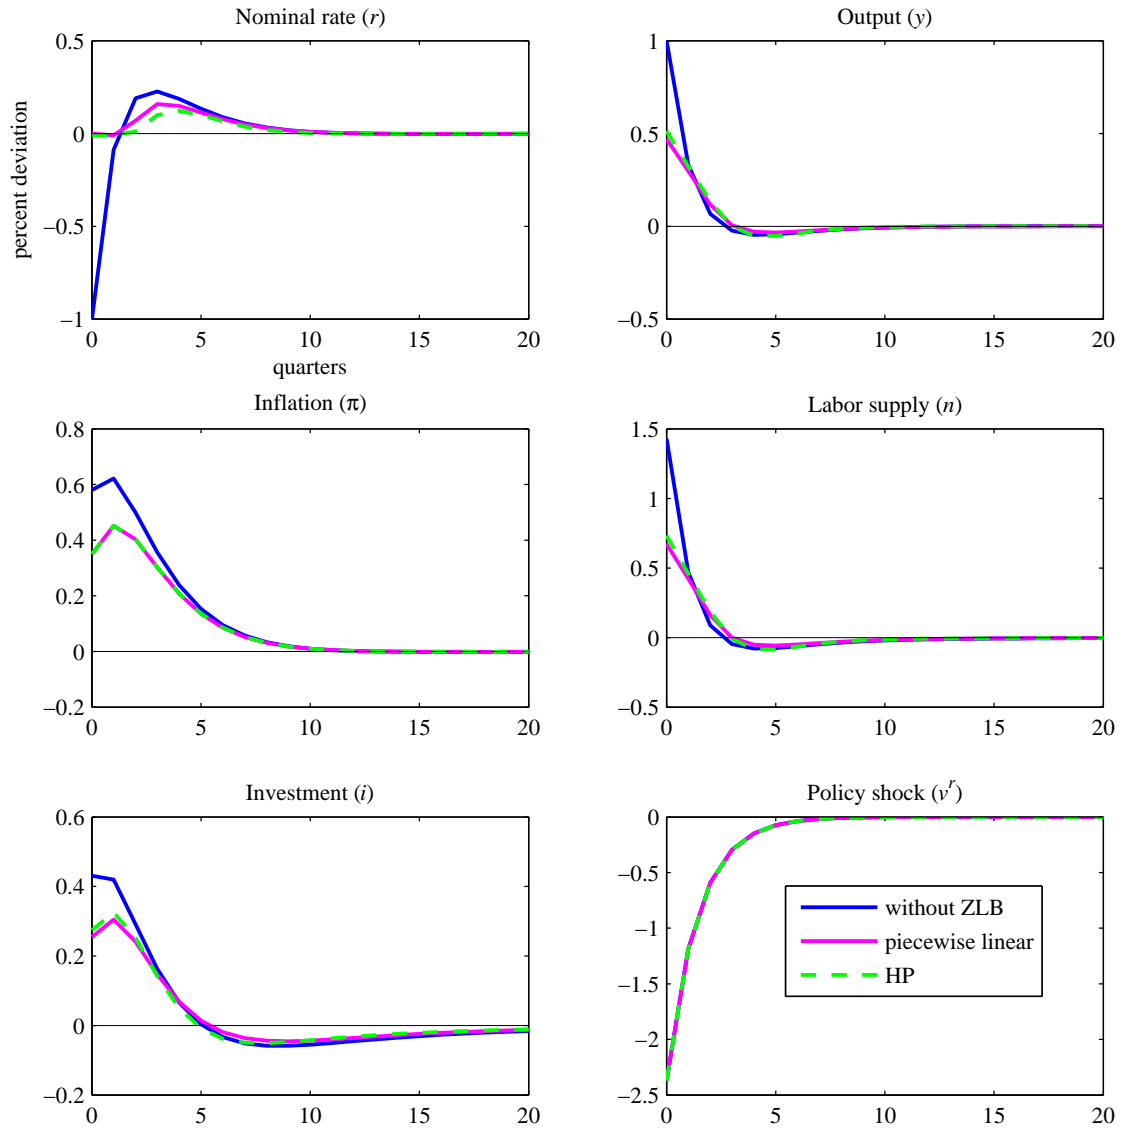 Nominal rate (r)
0.5
0
−0.5
−1
0 5 10 15 20
percent deviation
quarters
Output (y)
1
0.5
0
−0.5
0 5 10 15 20
Inflation (π)
0.8
0.6
0.4
0.2
0
−0.2
0 5 10 15 20
Labor supply (n)
1.5
1
0.5
0
−0.5
0 5 10 15 20
Investment (i)
0.6
0.4
0.2
0
−0.2
0 5 10 15 20
Policy shock (v^r)
0
−0.5
−1
−1.5
−2
−2.5
0 5 10 15 20
without ZLB
piecewise linear
HP